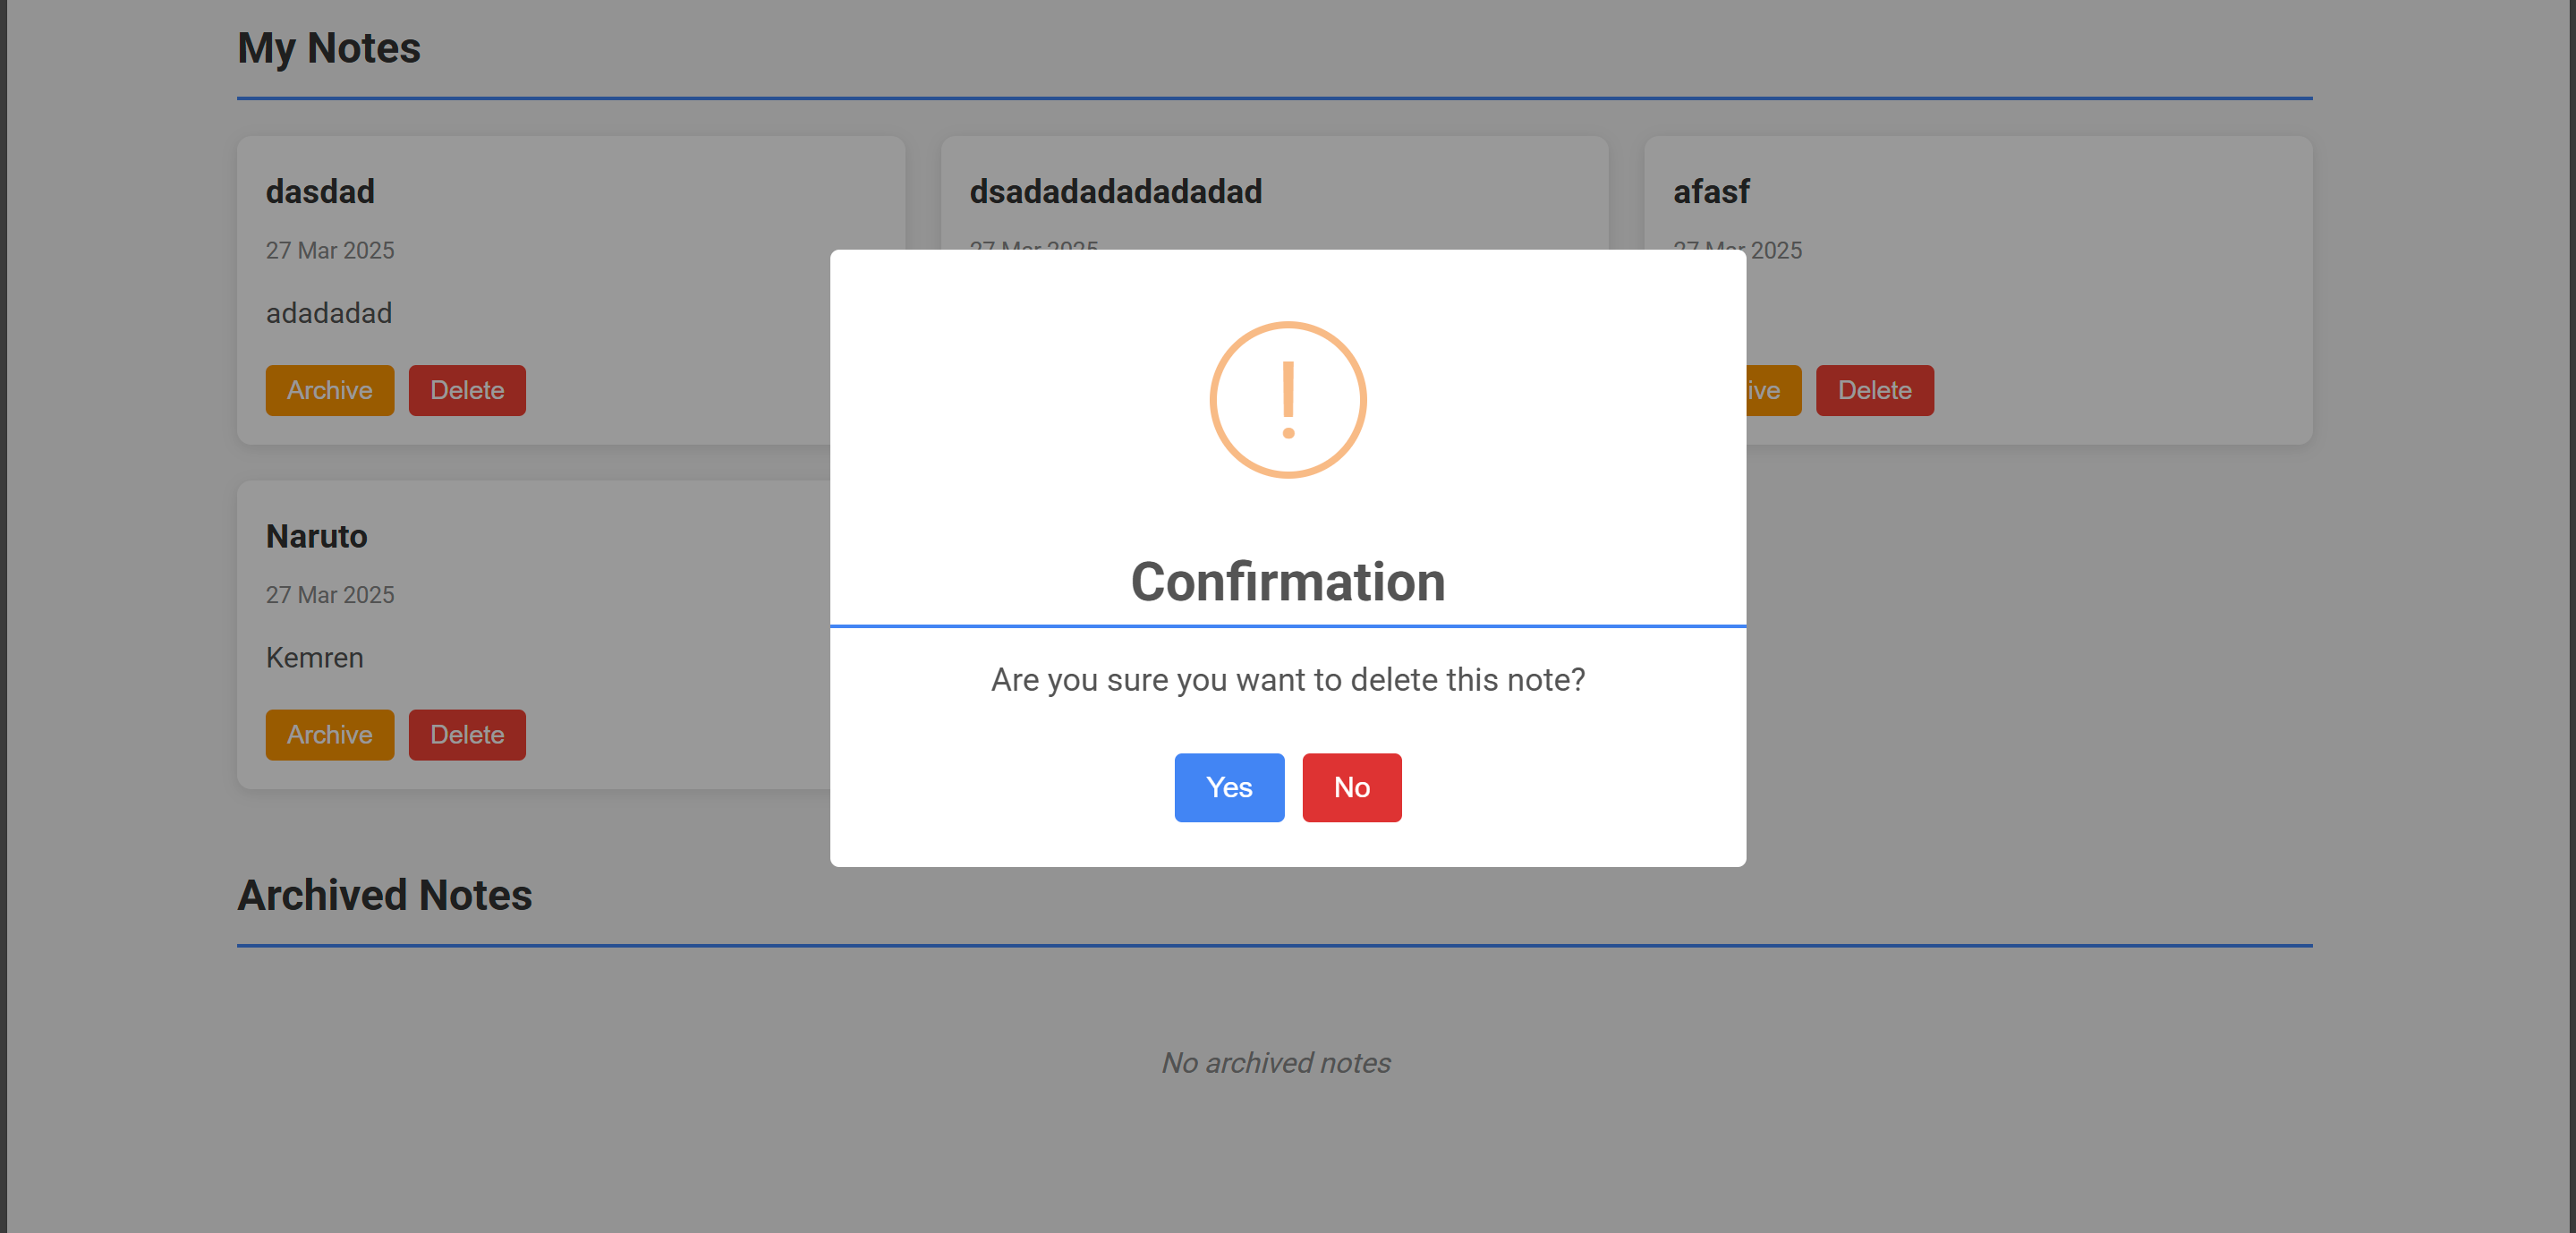 My Notes
dasdad
dsadadadadadadad
afasf
27 Mar 2025
27 Mar 2025
27 Mar 2025
adadadad
Archive
Delete
ive
Delete
Naruto
27 Mar 2025
Kemren
Archive
Delete
!
Confirmation
Are you sure you want to delete this note?
Yes
No
Archived Notes
No archived notes